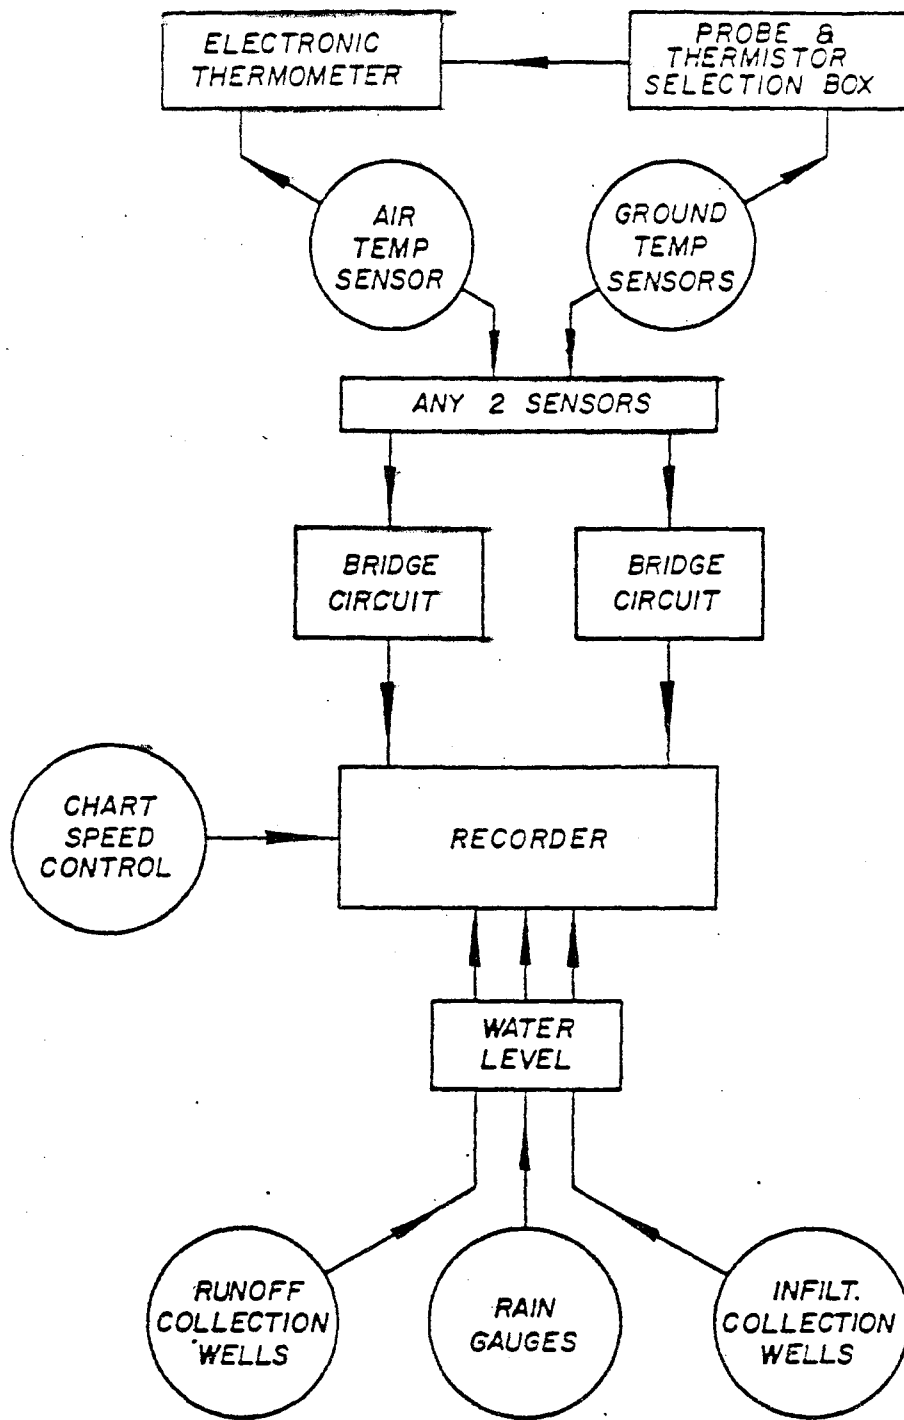 ELECTRONIC
THERMOMETER
PROBE &
THERMISTOR
SELECTION BOX
AIR
TEMP
SENSOR
GROUND
TEMP
SENSORS
ANY 2 SENSORS
BRIDGE
CIRCUIT
BRIDGE
CIRCUIT
CHART
SPEED
CONTROL
RECORDER
WATER
LEVEL
RUNOFF
COLLECTION
WELLS
RAIN
GAUGES
INFILT.
COLLECTION
WELLS